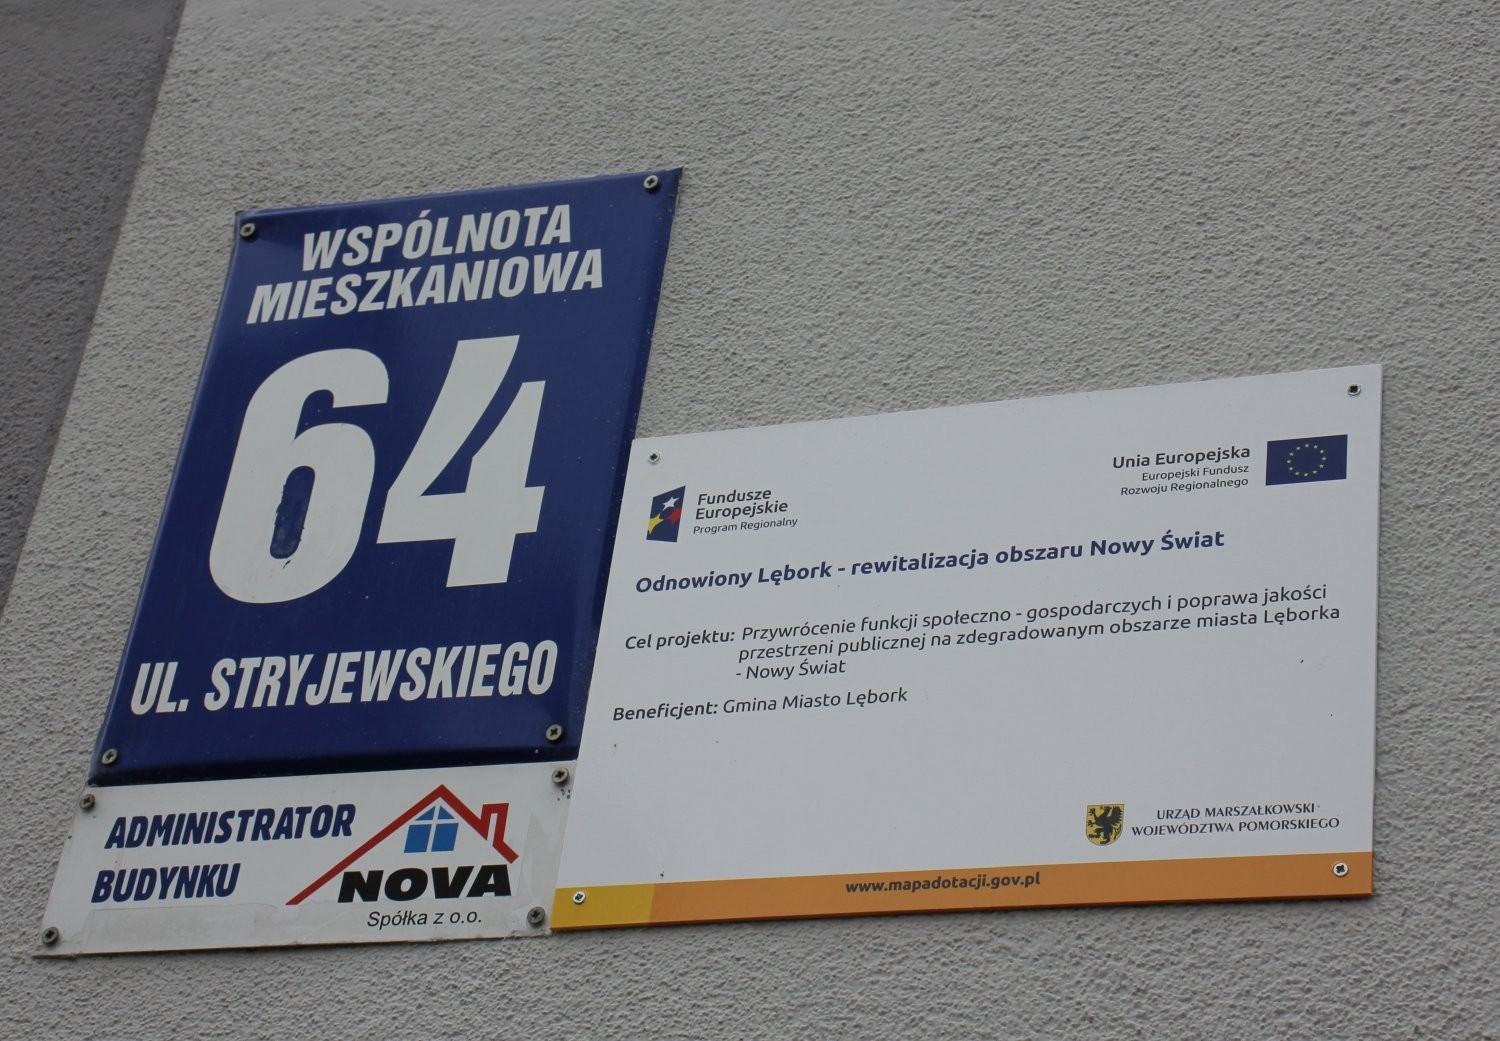 WSPÓLNOTA
MIESZKANIOWA
64
UL. STRYJEWSKIEGO
ADMINISTRATOR
BUDYNKU
NOVA
Spółka z o.o.
Fundusze
Europejskie
Program Regionalny
Unia Europejska
Europejski Fundusz
Rozwoju Regionalnego
Odnowiony Lębork - rewitalizacja obszaru Nowy Świat
Cel projektu: Przywrócenie funkcji społeczno - gospodarczych i poprawa jakości
przestrzeni publicznej na zdegradowanym obszarze miasta Lęborka
- Nowy Świat
Beneficjent: Gmina Miasto Lębork
URZĄD MARSZAŁKOWSKI
WOJEWÓDZTWA POMORSKIEGO
www.mapadotacji.gov.pl